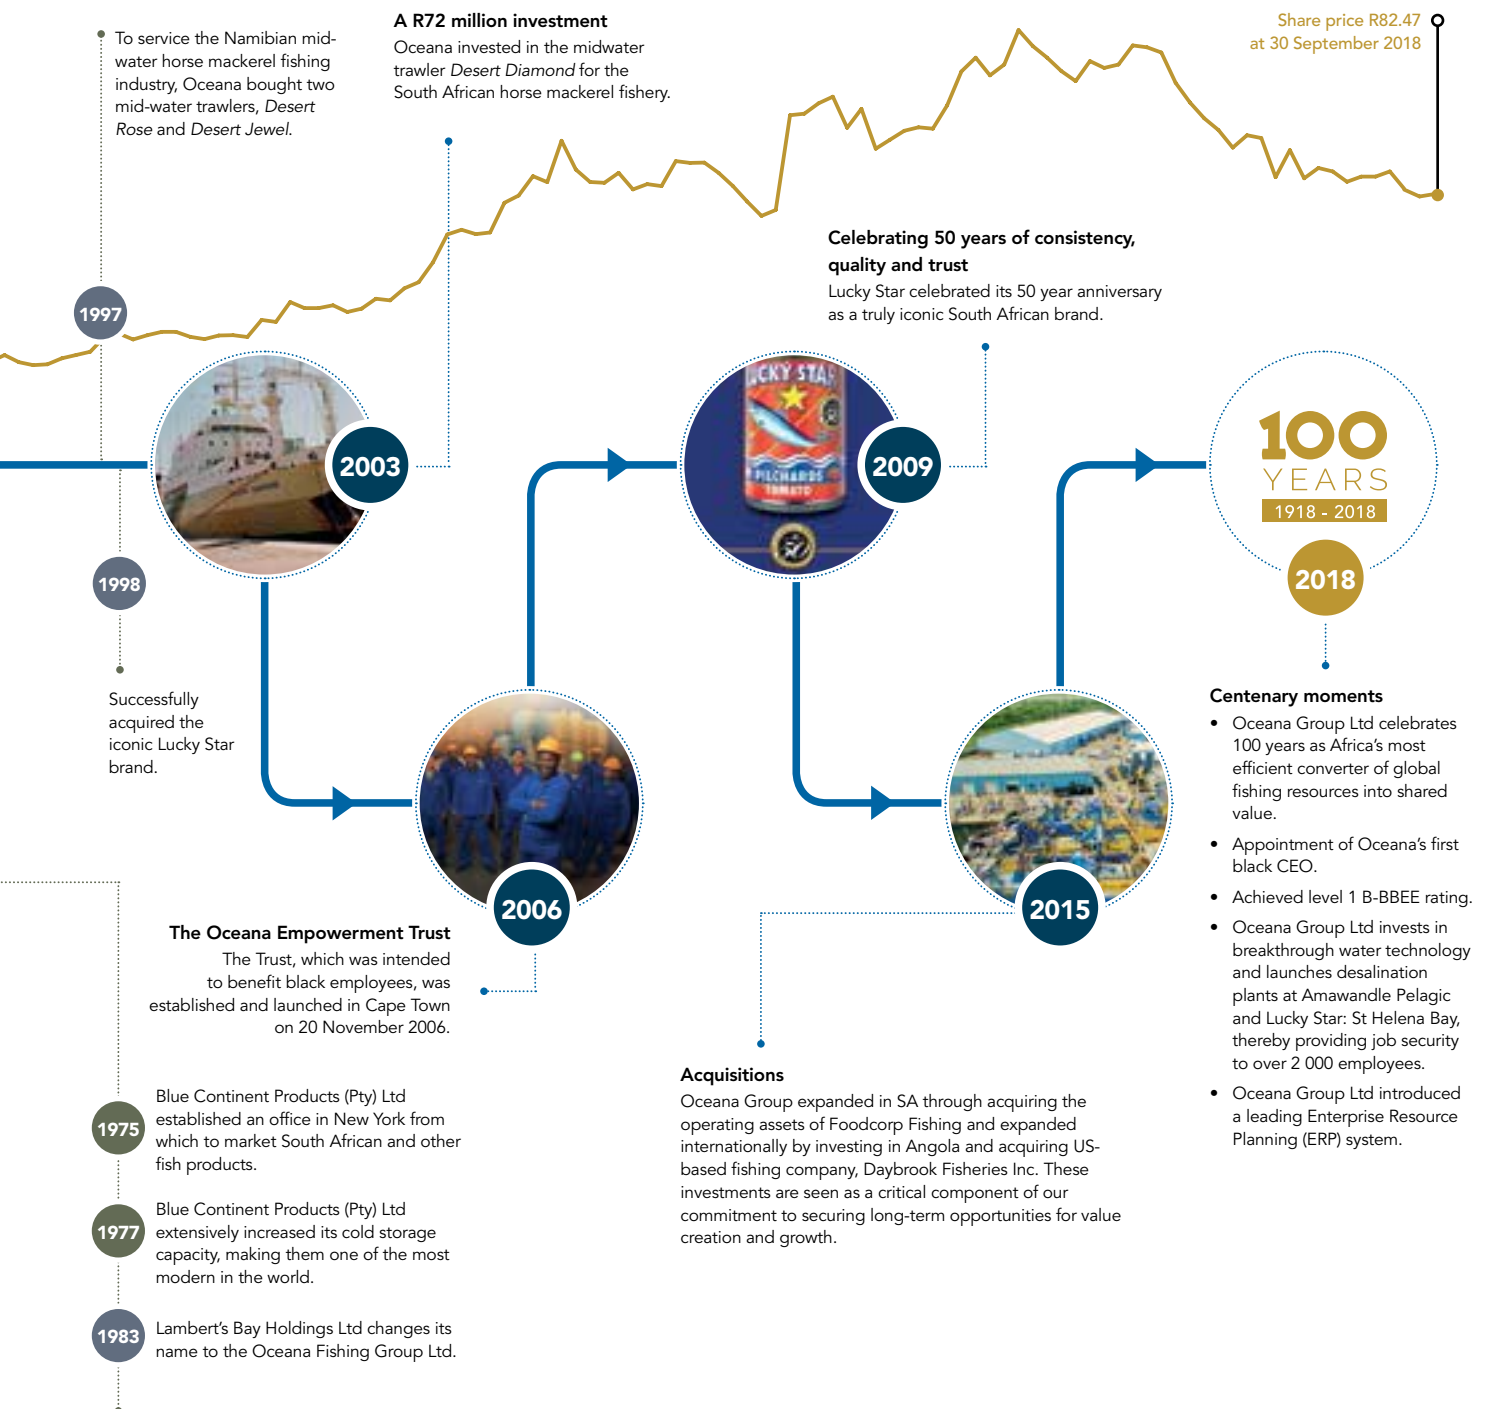 To service the Namibian mid-
water horse mackerel fishing
industry, Oceana bought two
mid-water trawlers, Desert
Rose and Desert Jewel.
1997
A R72 million investment
Oceana invested in the midwater
trawler Desert Diamond for the
South African horse mackerel fishery.
Share price R82.47
at 30 September 2018
2003
1998
Successfully
acquired the
iconic Lucky Star
brand.
Celebrating 50 years of consistency,
quality and trust
Lucky Star celebrated its 50 year anniversary
as a truly iconic South African brand.
UCKY STA
PILCHARDS
TOMATO
2009
100
YEARS
1918 - 2018
2018
2006
The Oceana Empowerment Trust
The Trust, which was intended
to benefit black employees, was
established and launched in Cape Town
on 20 November 2006.
2015
Acquisitions
Oceana Group expanded in SA through acquiring the
operating assets of Foodcorp Fishing and expanded
internationally by investing in Angola and acquiring US-
based fishing company, Daybrook Fisheries Inc. These
investments are seen as a critical component of our
commitment to securing long-term opportunities for value
creation and growth.
Centenary moments
• Oceana Group Ltd celebrates
100 years as Africa's most
efficient converter of global
fishing resources into shared
value.
• Appointment of Oceana's first
black CEO.
• Achieved level 1 B-BBEE rating.
• Oceana Group Ltd invests in
breakthrough water technology
and launches desalination
plants at Amawandle Pelagic
and Lucky Star: St Helena Bay,
thereby providing job security
to over 2 000 employees.
• Oceana Group Ltd introduced
a leading Enterprise Resource
Planning (ERP) system.
1975
Blue Continent Products (Pty) Ltd
established an office in New York from
which to market South African and other
fish products.
1977
Blue Continent Products (Pty) Ltd
extensively increased its cold storage
capacity, making them one of the most
modern in the world.
1983
Lambert's Bay Holdings Ltd changes its
name to the Oceana Fishing Group Ltd.